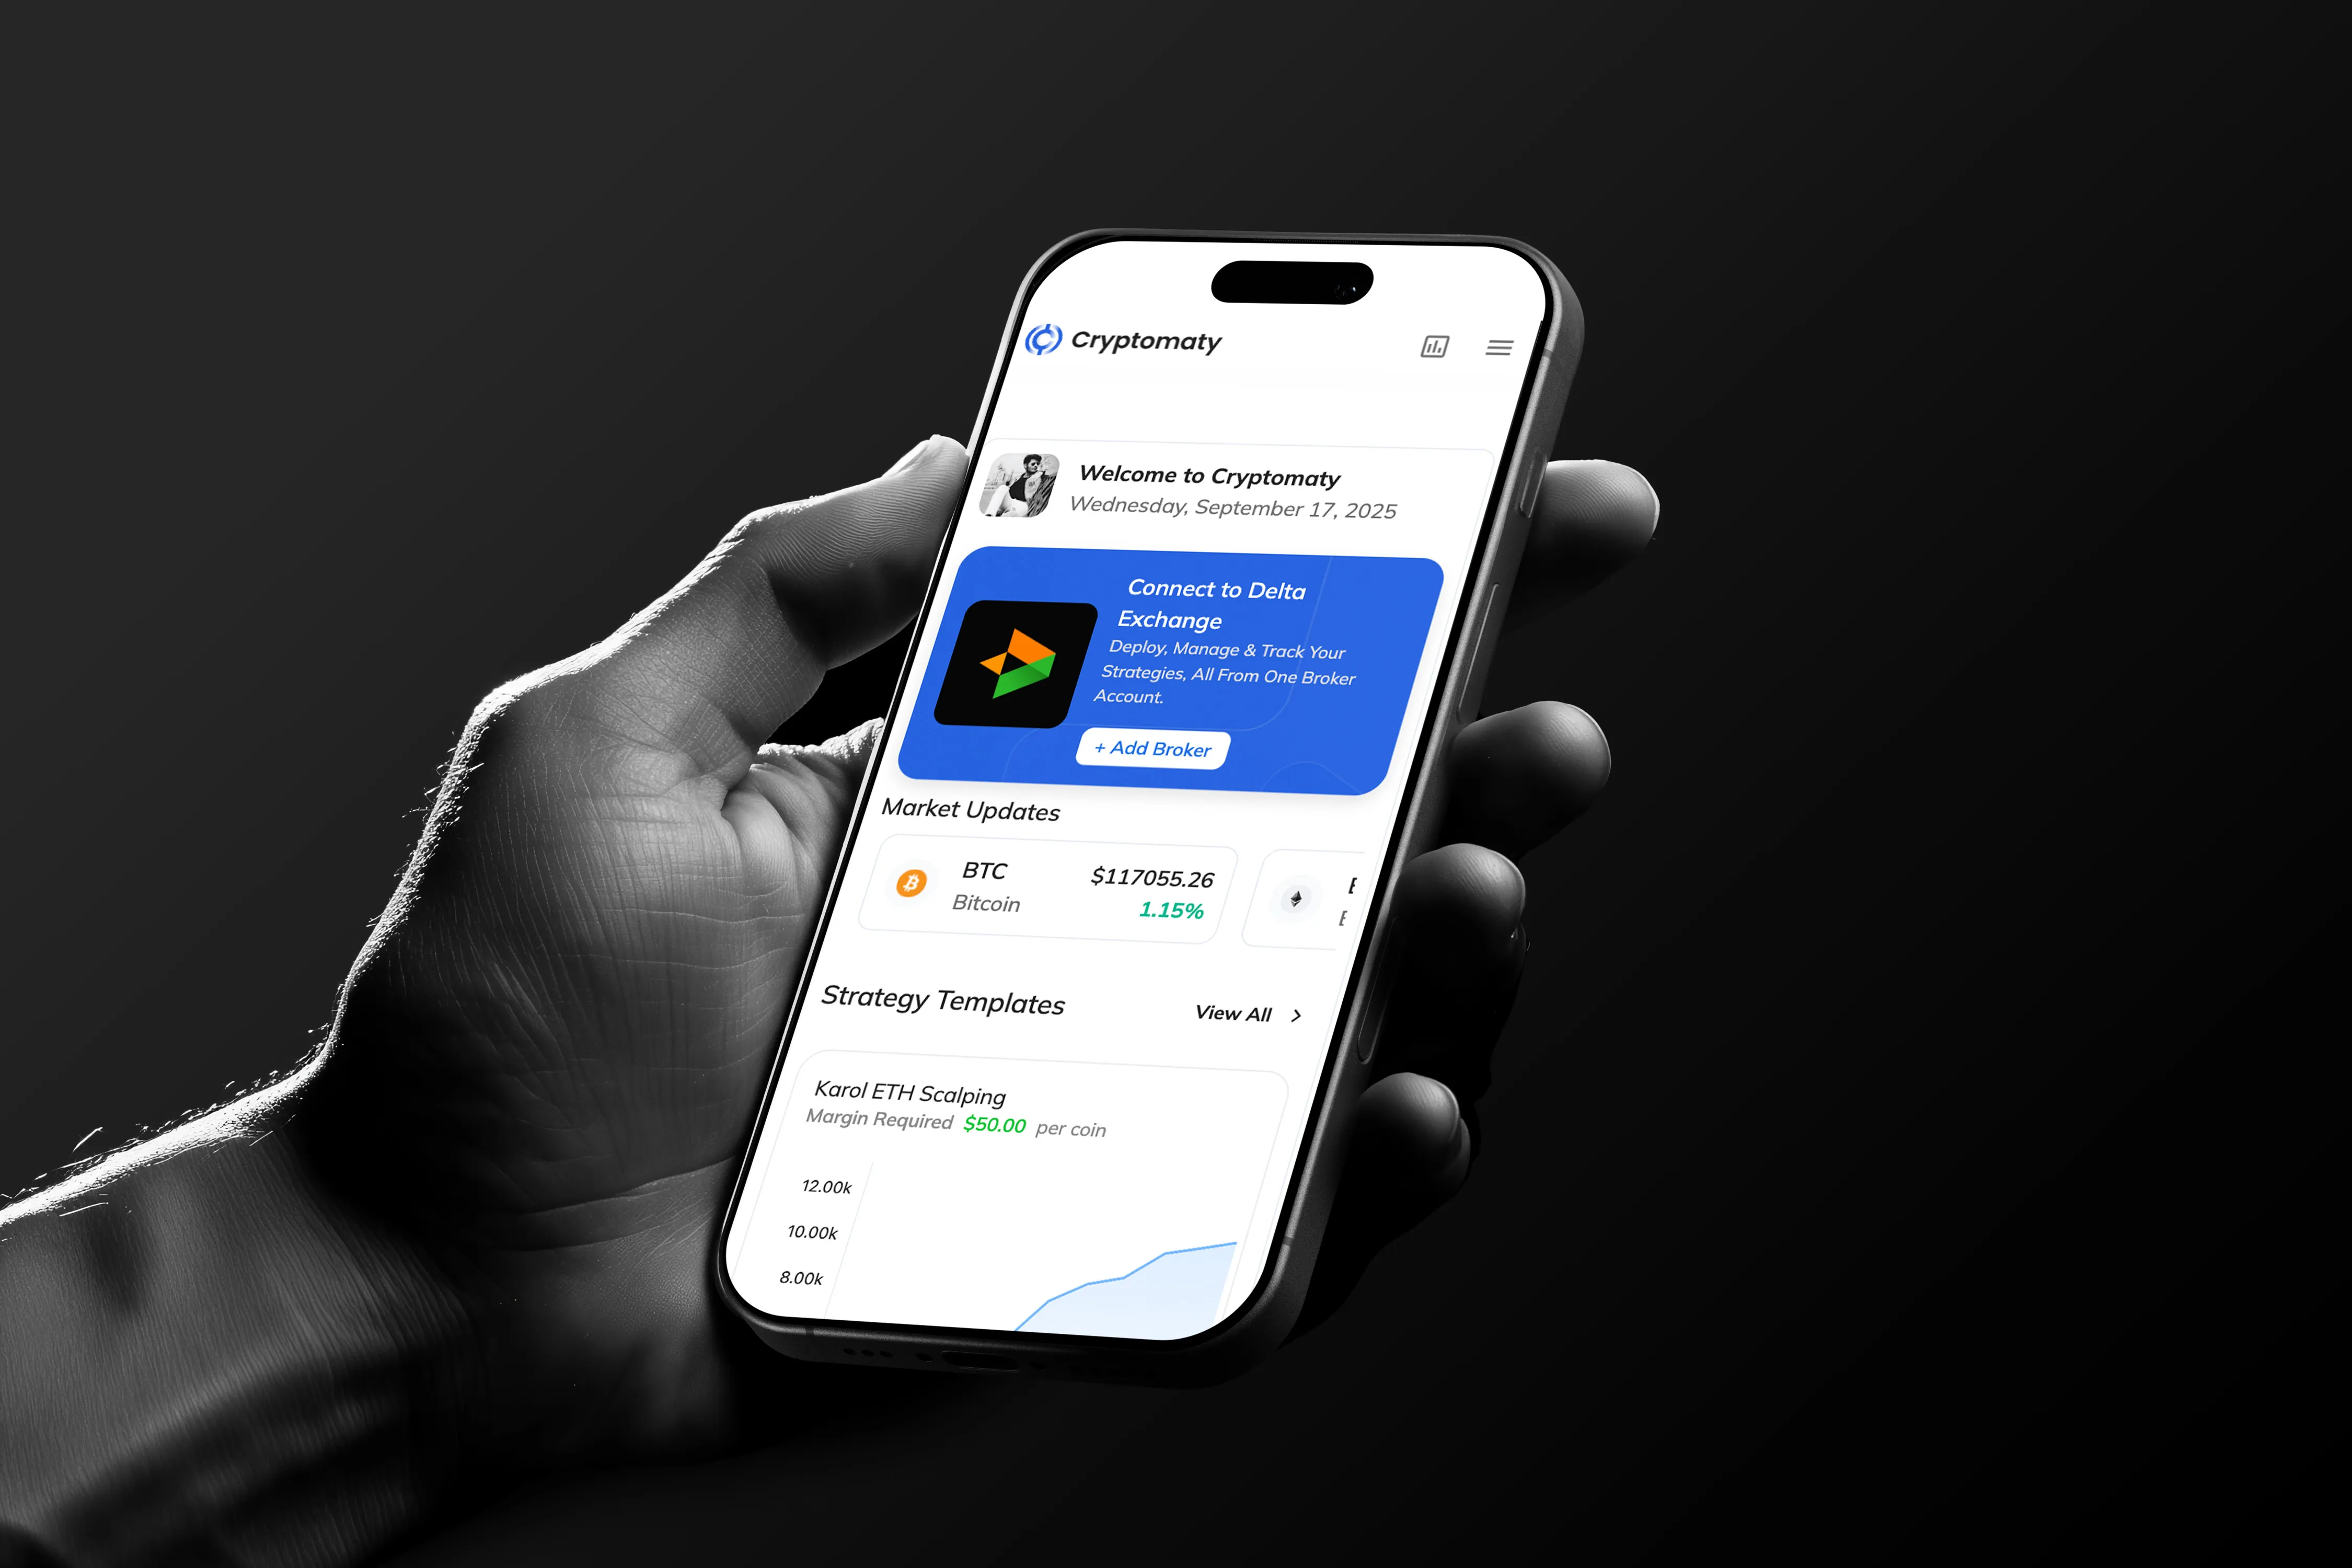 Cryptomaty
Welcome to Cryptomaty
Wednesday, September 17, 2025
Connect to Delta
Exchange
Deploy, Manage & Track Your
Strategies, All From One Broker
Account.
+ Add Broker
Market Updates
BTC
$117055.26
Bitcoin
1.15%
Strategy Templates
View All
Karol ETH Scalping
Margin Required $50.00 per coin
12.00k
10.00k
8.00k